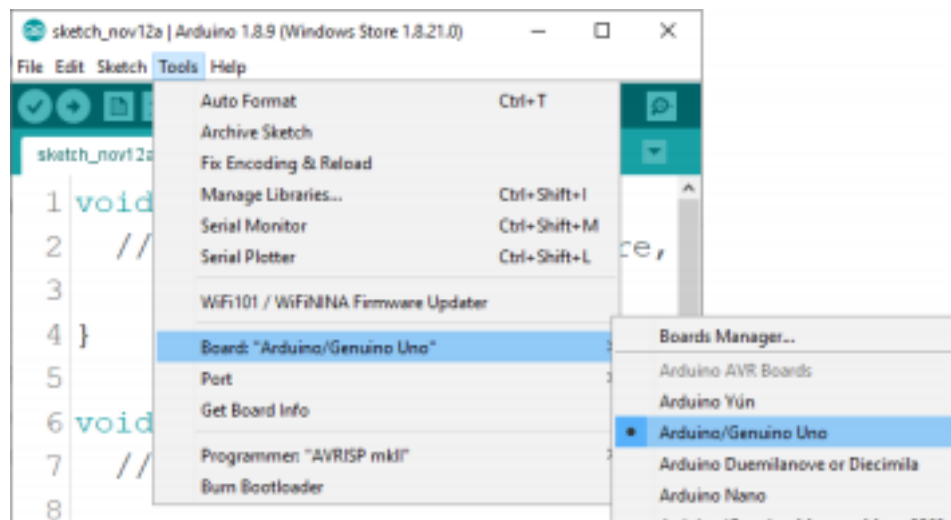 sketch_nov12a | Arduino 1.8.9 (Windows Store 1.8.21.0)
File Edit Sketch Tools Help
sketch_nov12a
Auto Format Ctrl+T
Archive Sketch
Fix Encoding & Reload
Manage Libraries... Ctrl+Shift+I
Serial Monitor Ctrl+Shift+M
Serial Plotter Ctrl+Shift+L
WiFi101 / WiFiNINA Firmware Updater
Board: "Arduino/Genuino Uno"
Port
Get Board Info
Programmer: "AVRISP mkII"
Burn Bootloader
1 void
2 // re,
3
4 }
5
6 void
7 //
8
Boards Manager...
Arduino AVR Boards
Arduino Yún
Arduino/Genuino Uno
Arduino Duemilanove or Diecimila
Arduino Nano